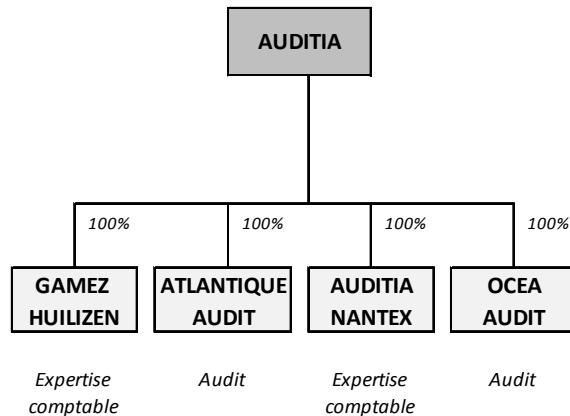 AUDITIA
100% 100% 100% 100%
GAMEZ HUILIZEN
ATLANTIQUE AUDIT
AUDITIA NANTEX
OCEA AUDIT
Expertise comptable
Audit
Expertise comptable
Audit